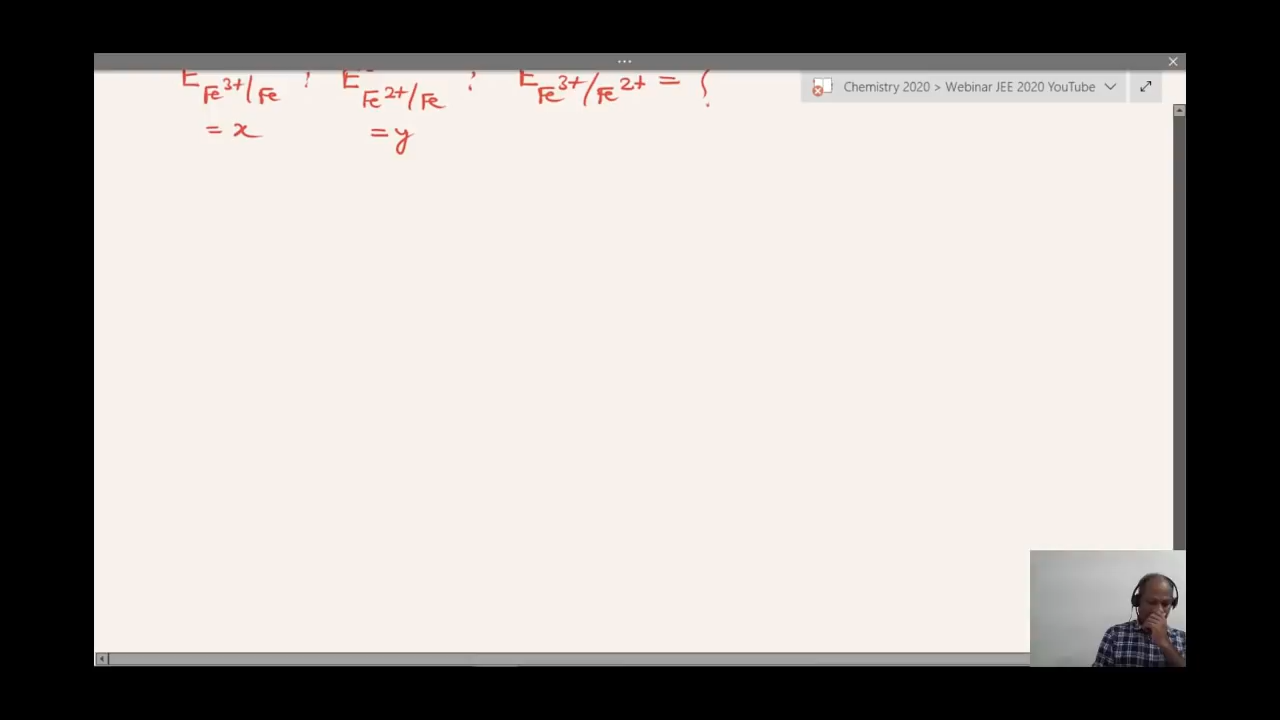 E Fe³⁺/Fe ; E Fe²⁺/Fe ; E Fe³⁺/Fe²⁺ = ?
= x = y
Chemistry 2020 > Webinar JEE 2020 YouTube